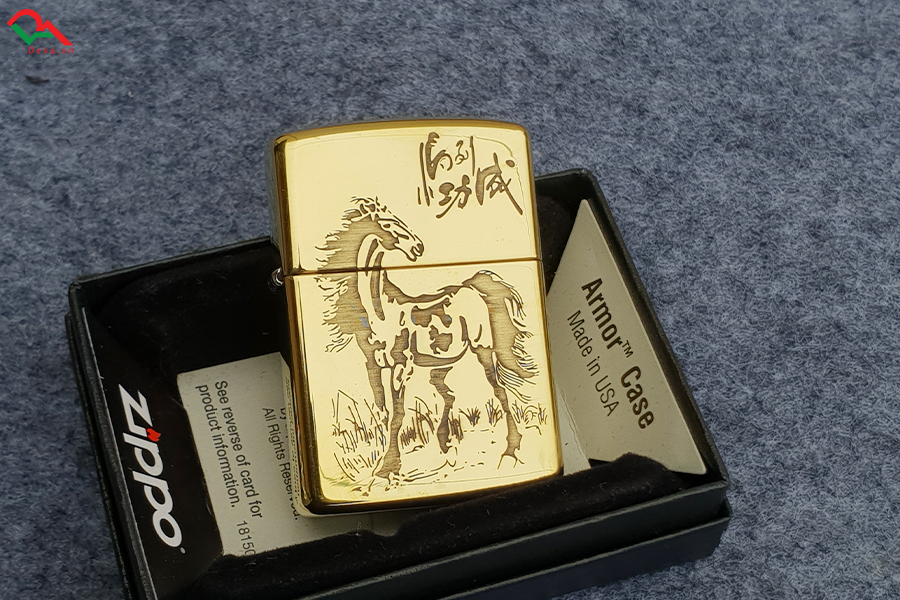 馬到
功成
Armor™ Case
Made in USA
zippo
See reverse of card for
product information.
All Rights Reserved.